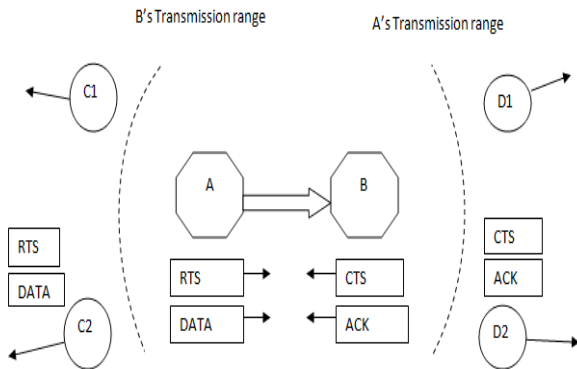 B's Transmission range
A's Transmission range
C1
D1
A
B
RTS
DATA
C2
RTS
CTS
DATA
ACK
CTS
ACK
D2